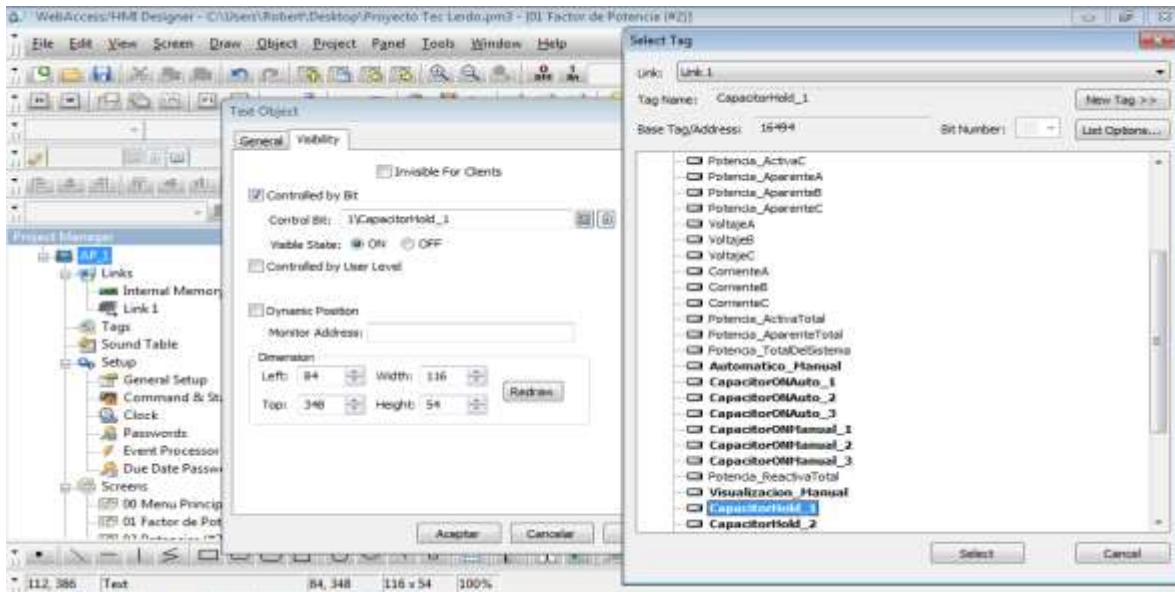 WebAccess/HMI Designer - C:\Users\Robert\Desktop\Proyecto Tec Lerdo.pm3 - [01 Factor de Potencia (#2)]
File Edit View Screen Draw Object Project Panel Tools Window Help
Text Object
General Visibility
Invisible For Clients
Controlled by Bit
Control Bit: 1\CapacitorHold_1
Visible State: ON OFF
Controlled by User Level
Dynamic Position
Monitor Address:
Dimension
Left: 84 Width: 116
Redraw
Top: 348 Height: 54
Aceptar Cancelar
Project Manager
AP_1
Links
Internal Memory
Link 1
Tags
Sound Table
Setup
General Setup
Command & Sta
Clock
Passwords
Event Processor
Due Date Passw
Screens
00 Menu Princip
01 Factor de Pot
Select Tag
Link: Link 1
Tag Name: CapacitorHold_1 New Tag >>
Base Tag/Address: 16494 Bit Number: List Options...
Potencia_ActivaC
Potencia_AparenteA
Potencia_AparenteB
Potencia_AparenteC
VoltajeA
VoltajeB
VoltajeC
CorrienteA
CorrienteB
CorrienteC
Potencia_ActivaTotal
Potencia_AparenteTotal
Potencia_TotalDelSistema
Automatico_Manual
CapacitorONAuto_1
CapacitorONAuto_2
CapacitorONAuto_3
CapacitorONManual_1
CapacitorONManual_2
CapacitorONManual_3
Potencia_ReactivaTotal
Visualizacion_Manual
CapacitorHold_1
CapacitorHold_2
Select Cancel
112, 386 Text 84, 348 116 x 54 100%